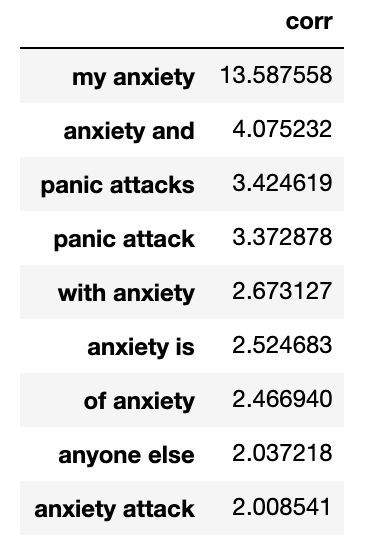 corr
my anxiety 13.587558
anxiety and 4.075232
panic attacks 3.424619
panic attack 3.372878
with anxiety 2.673127
anxiety is 2.524683
of anxiety 2.466940
anyone else 2.037218
anxiety attack 2.008541